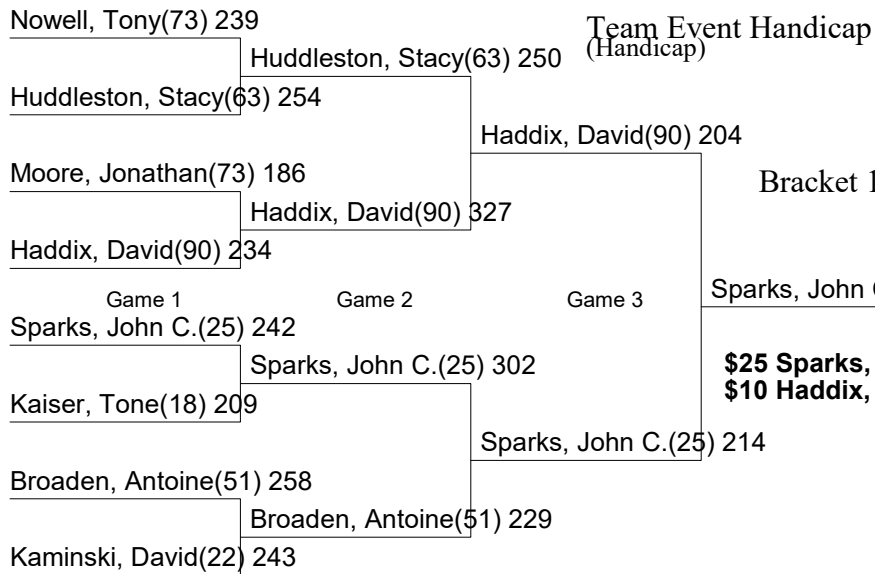 Nowell, Tony(73) 239
Team Event Handicap
(Handicap)
Huddleston, Stacy(63) 250
Huddleston, Stacy(63) 254
Haddix, David(90) 204
Moore, Jonathan(73) 186
Bracket 1
Haddix, David(90) 327
Haddix, David(90) 234
Game 1
Game 2
Game 3
Sparks, John
Sparks, John C.(25) 242
Sparks, John C.(25) 302
$25 Sparks,
$10 Haddix,
Kaiser, Tone(18) 209
Sparks, John C.(25) 214
Broaden, Antoine(51) 258
Broaden, Antoine(51) 229
Kaminski, David(22) 243